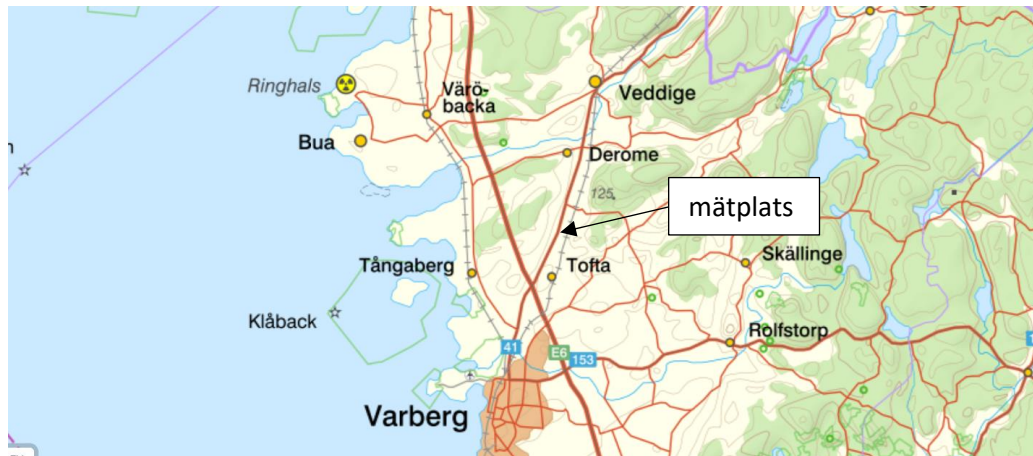 Ringhals
Värö-
backa
Veddige
Bua
Derome
125
mätplats
Tångaberg
Tofta
Skällinge
Klåback
Rolfstorp
41
E6
153
Varberg